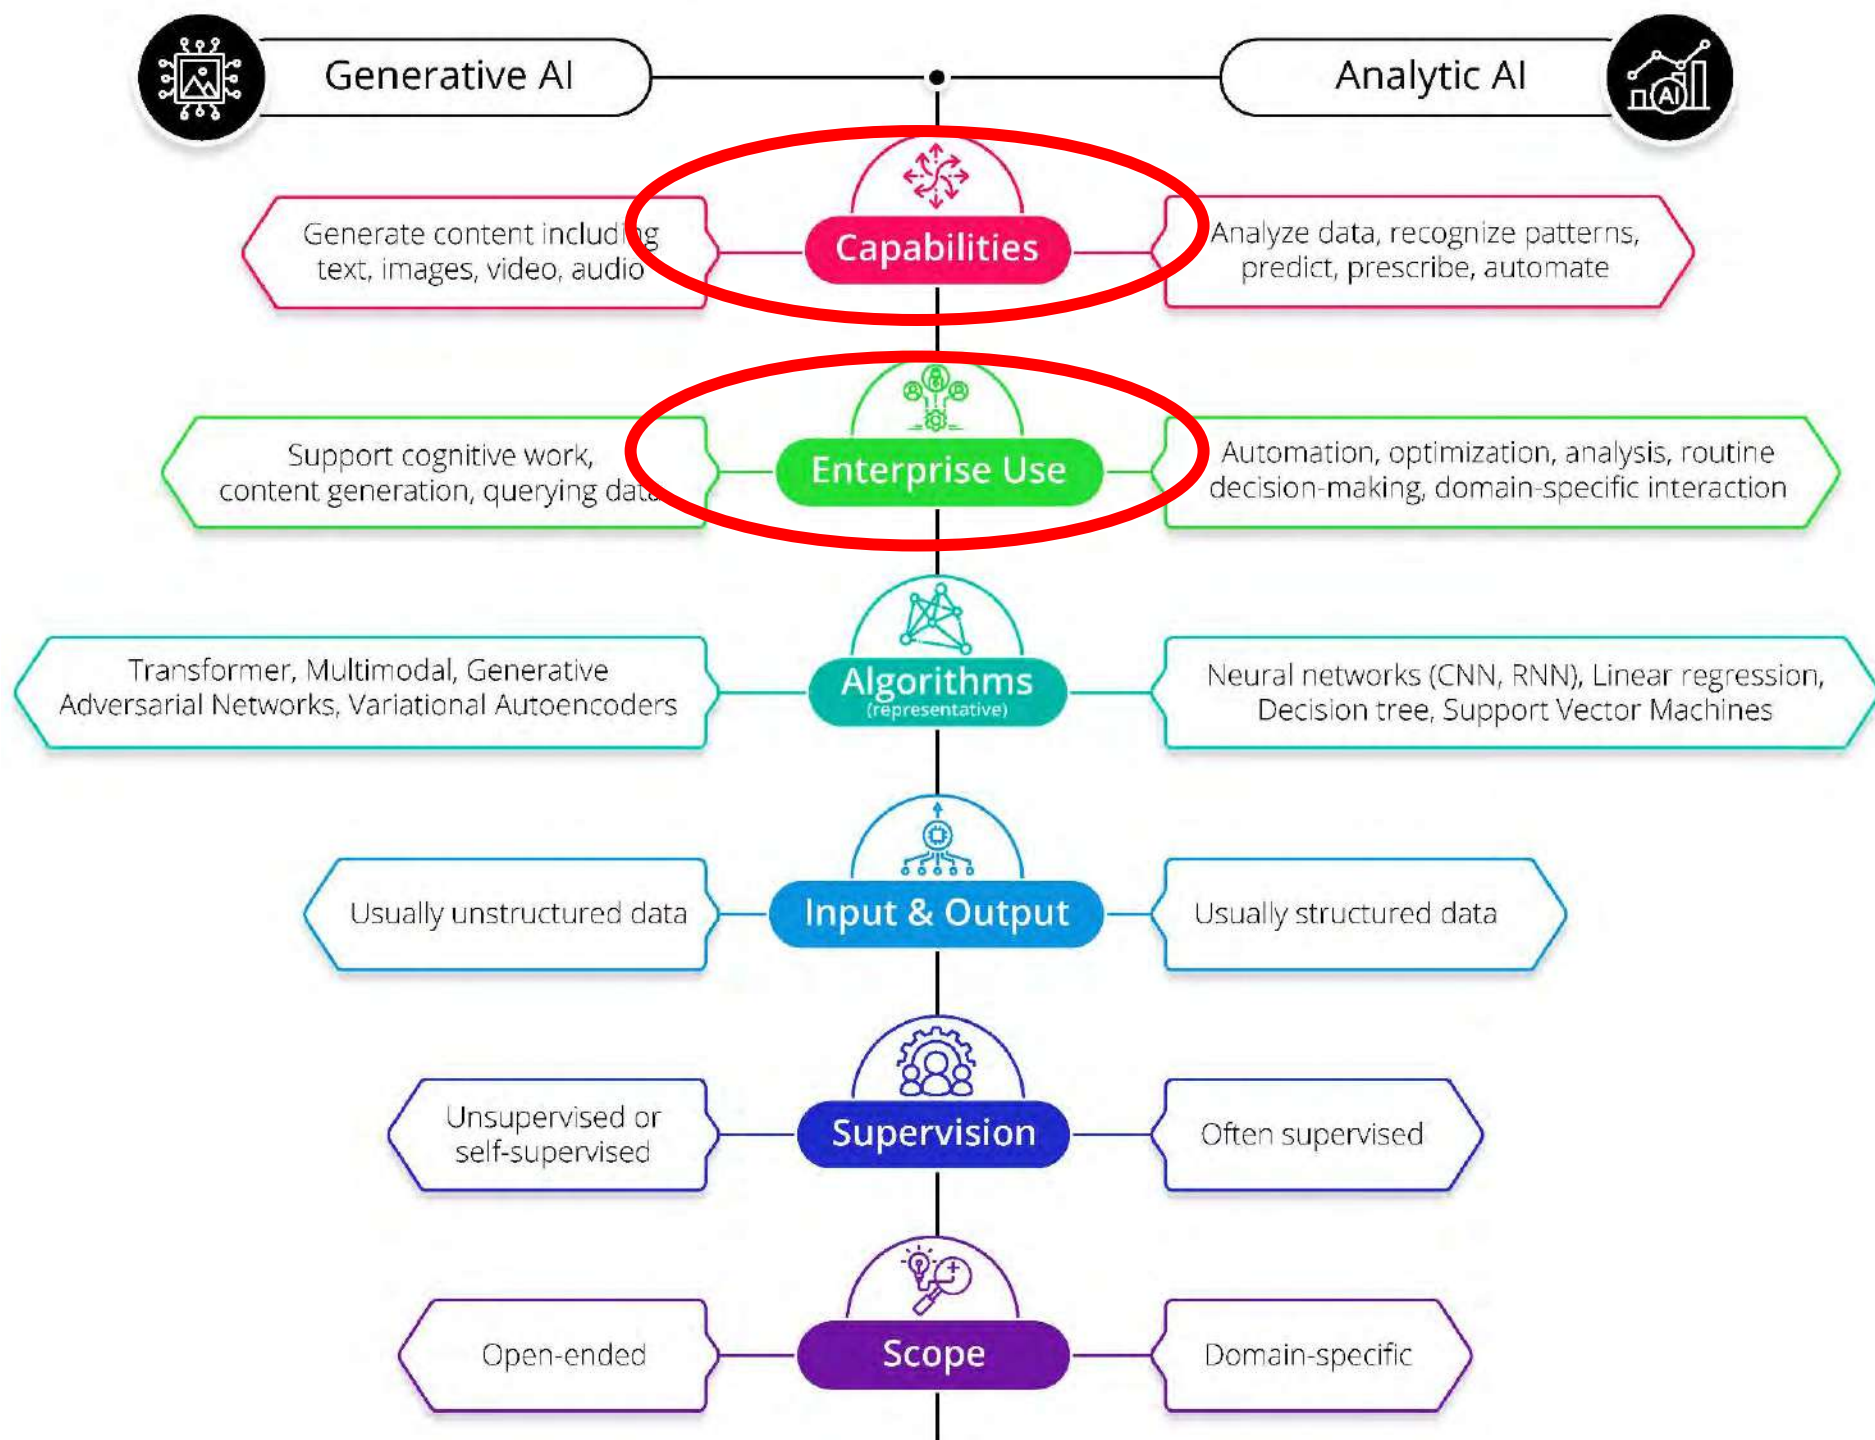 Generative AI
Analytic AI
Generate content including
text, images, video, audio
Capabilities
Analyze data, recognize patterns,
predict, prescribe, automate
Support cognitive work,
content generation, querying data
Enterprise Use
Automation, optimization, analysis, routine
decision-making, domain-specific interaction
Transformer, Multimodal, Generative
Adversarial Networks, Variational Autoencoders
Algorithms
(representative)
Neural networks (CNN, RNN), Linear regression,
Decision tree, Support Vector Machines
Usually unstructured data
Input & Output
Usually structured data
Unsupervised or
self-supervised
Supervision
Often supervised
Open-ended
Scope
Domain-specific
AI